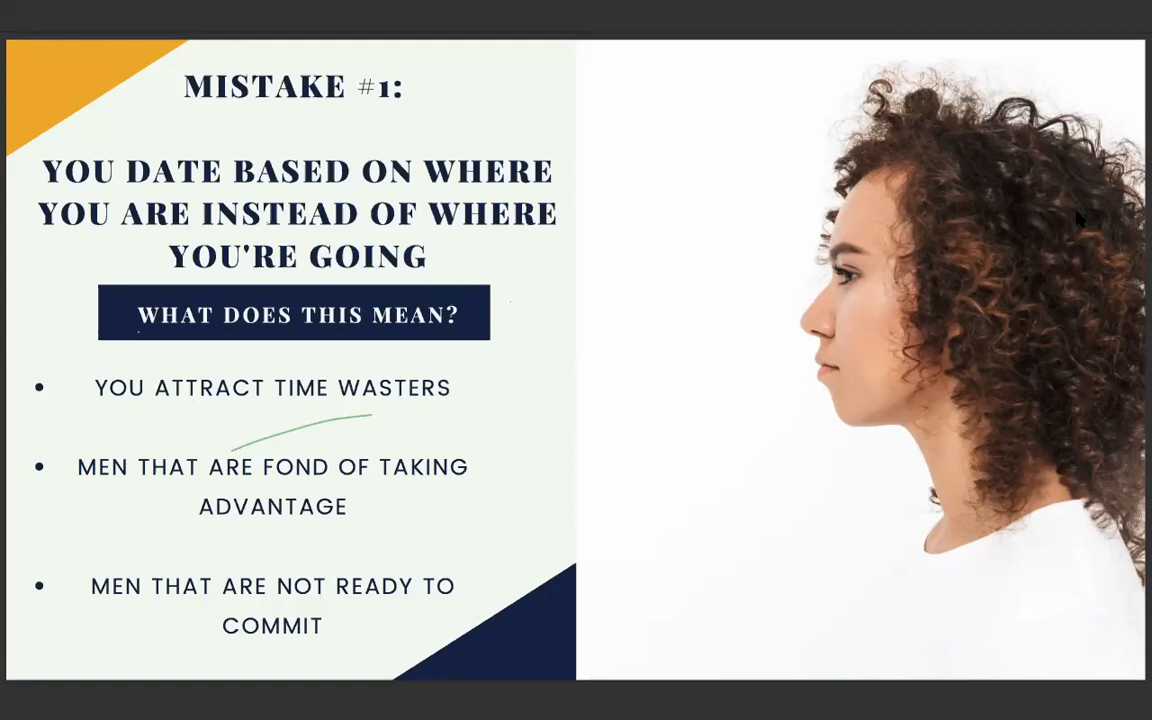 MISTAKE #1:
YOU DATE BASED ON WHERE
YOU ARE INSTEAD OF WHERE
YOU'RE GOING
WHAT DOES THIS MEAN?
• YOU ATTRACT TIME WASTERS
• MEN THAT ARE FOND OF TAKING
ADVANTAGE
• MEN THAT ARE NOT READY TO
COMMIT